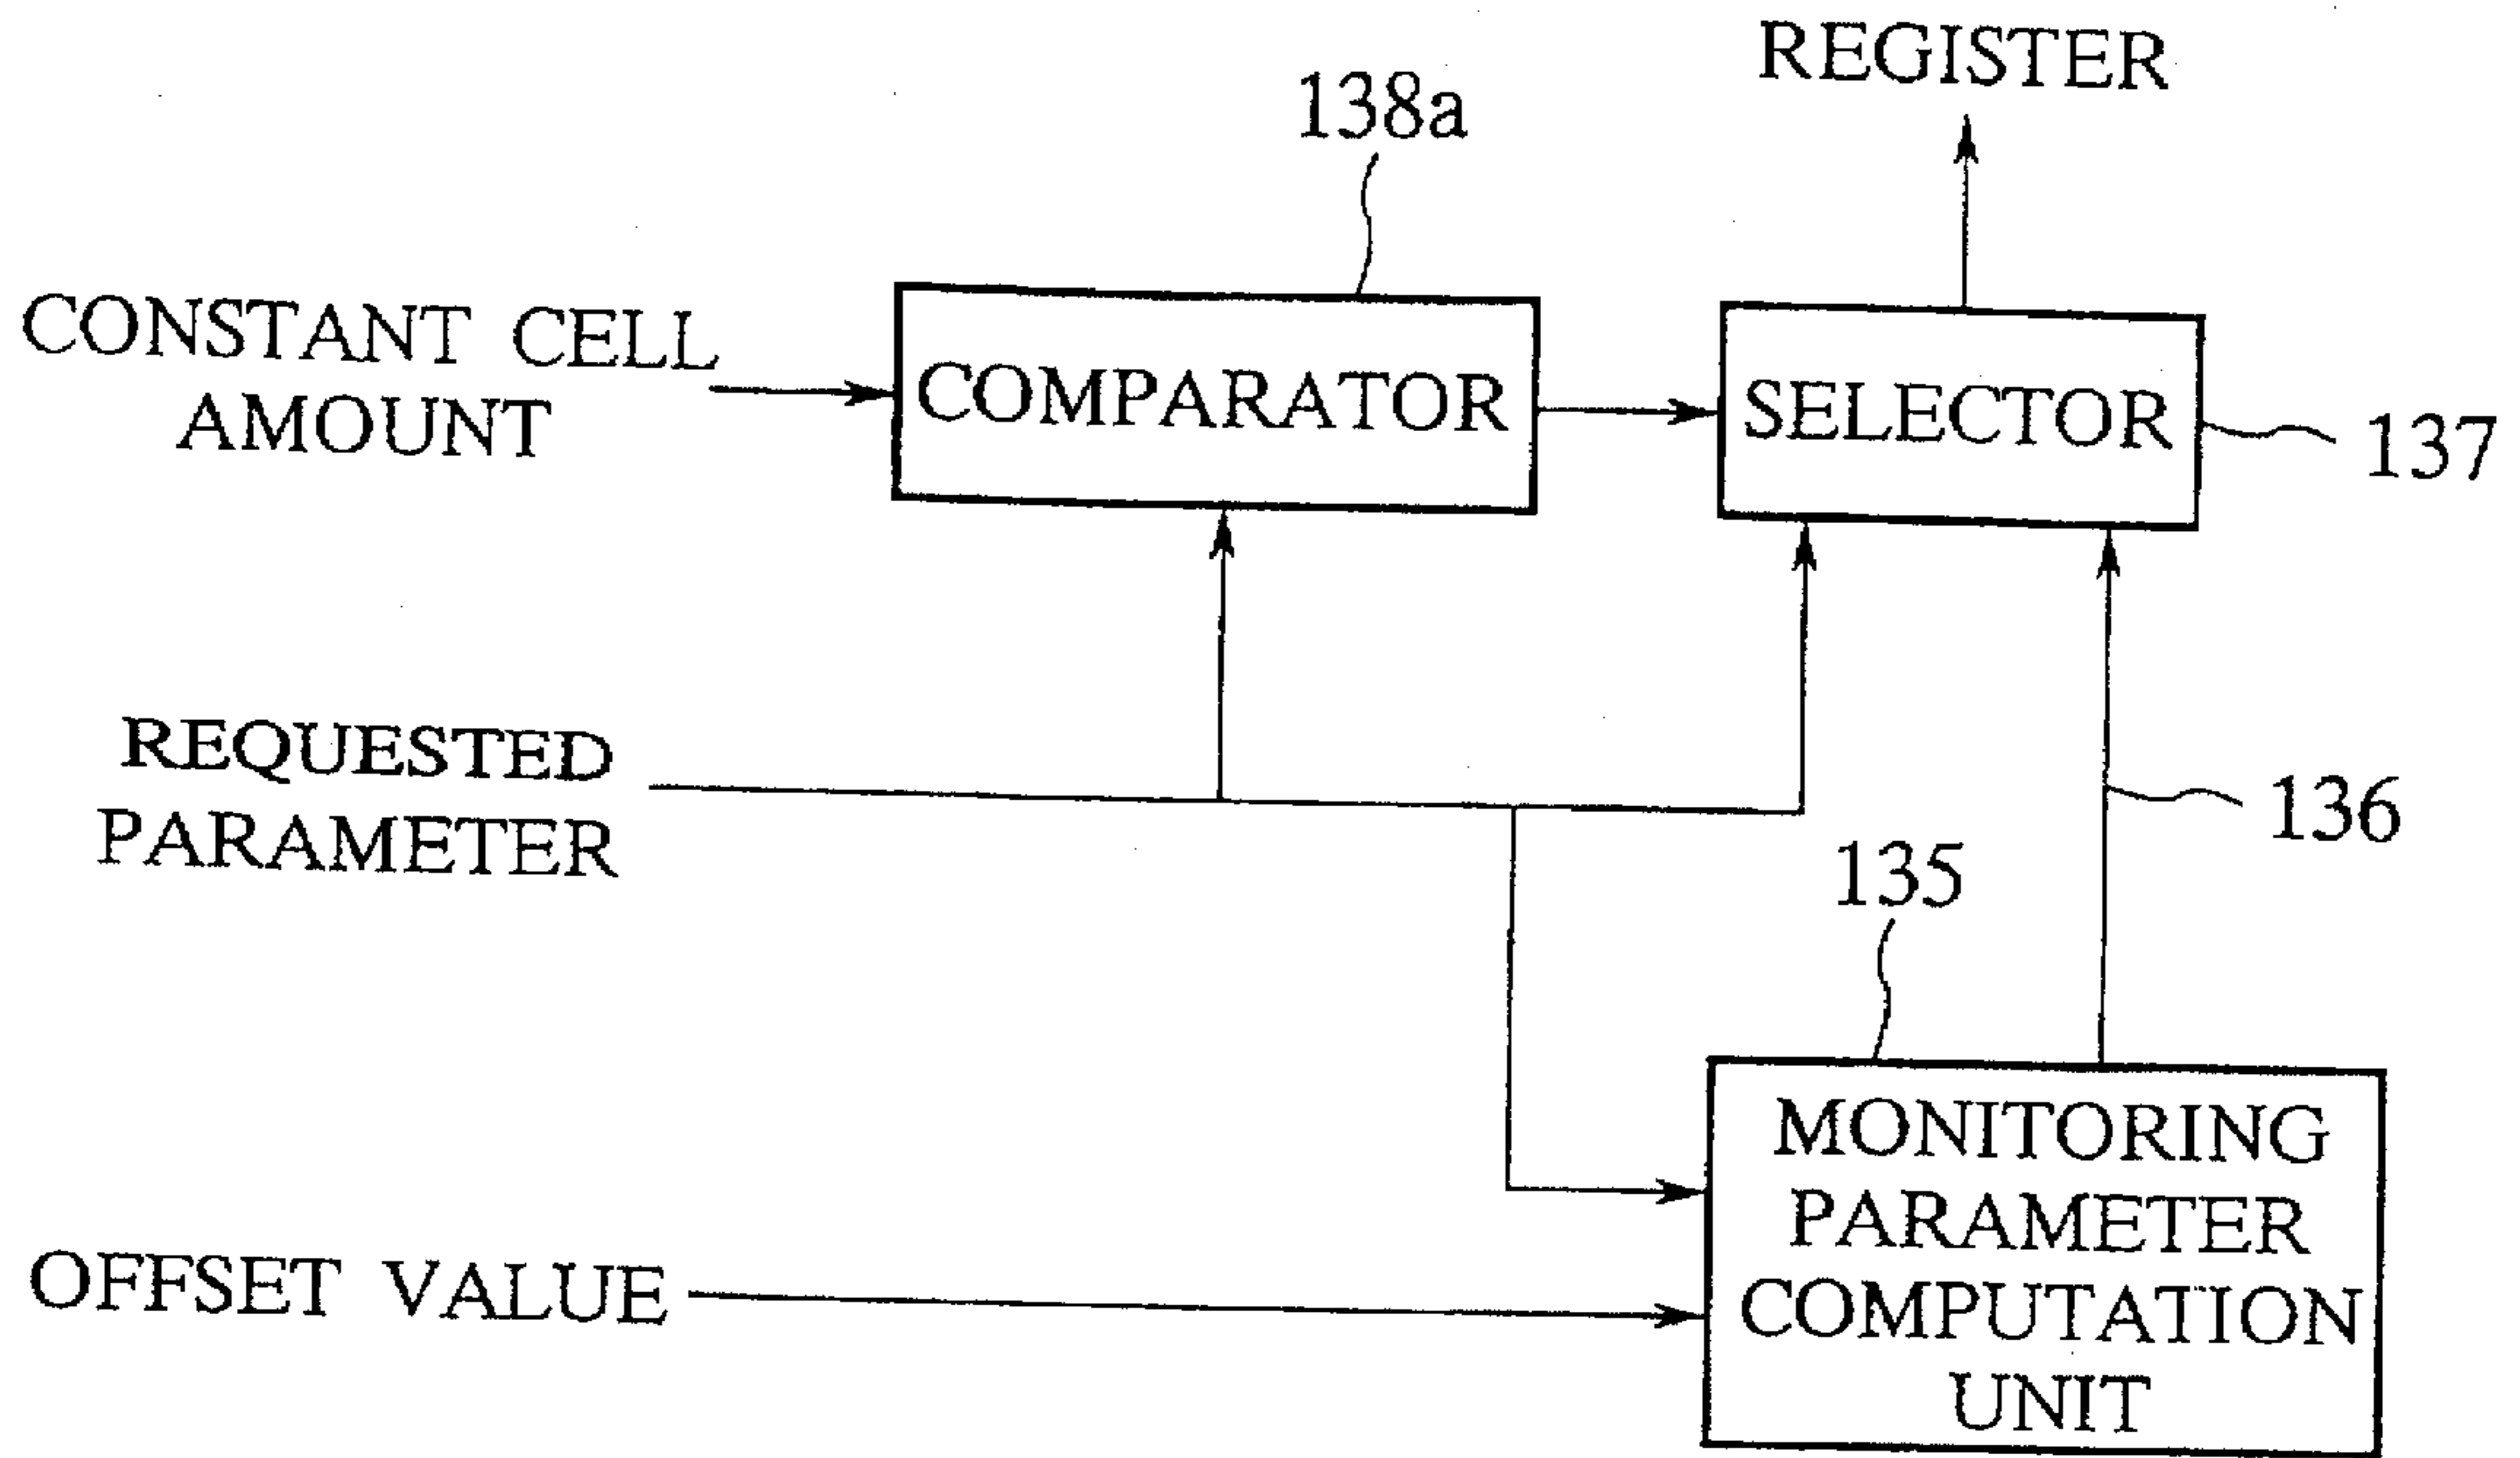 REGISTER
138a
CONSTANT CELL
AMOUNT
COMPARATOR
SELECTOR
137
REQUESTED
PARAMETER
136
135
OFFSET VALUE
MONITORING
PARAMETER
COMPUTATION
UNIT